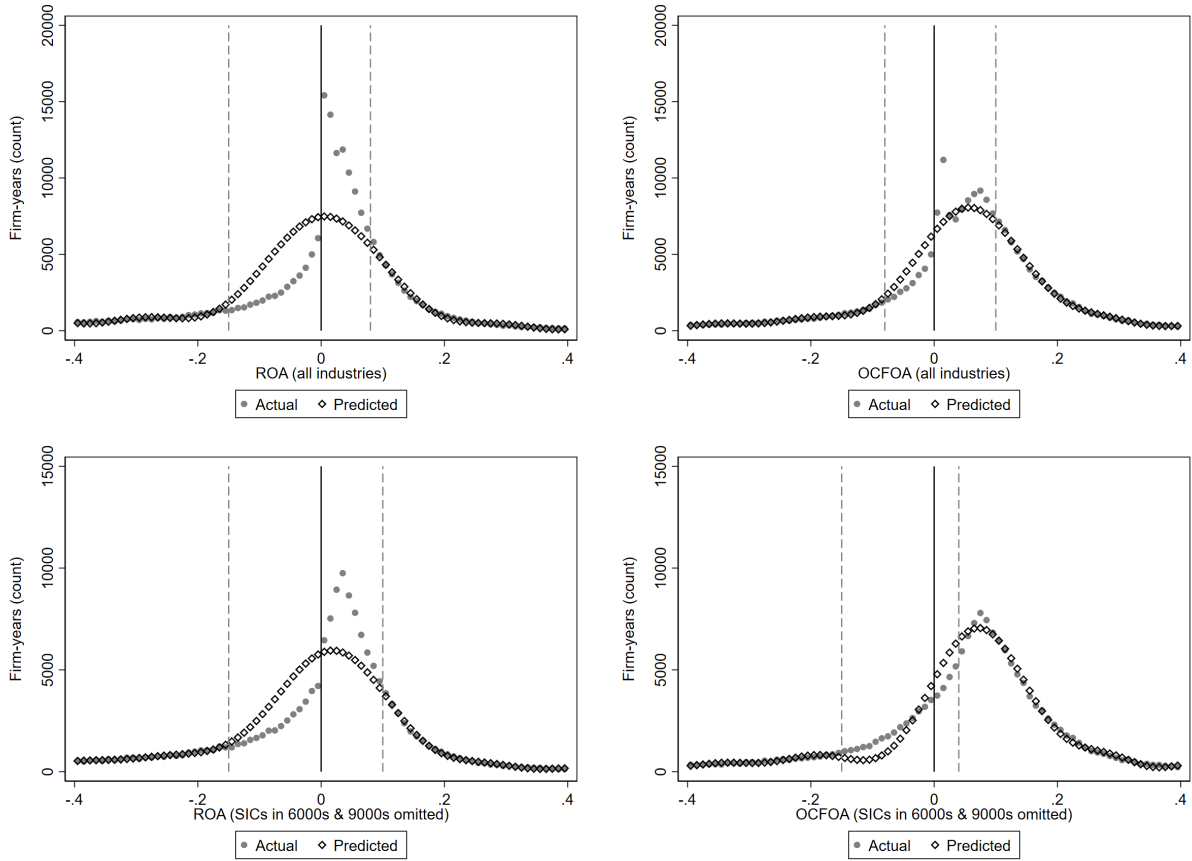 Firm-years (count)
0 5000 10000 15000 20000
-.4 -.2 0 .2 .4
ROA (all industries)
Actual Predicted
Firm-years (count)
0 5000 10000 15000 20000
-.4 -.2 0 .2 .4
OCFOA (all industries)
Actual Predicted
Firm-years (count)
0 5000 10000 15000
-.4 -.2 0 .2 .4
ROA (SICs in 6000s & 9000s omitted)
Actual Predicted
Firm-years (count)
0 5000 10000 15000
-.4 -.2 0 .2 .4
OCFOA (SICs in 6000s & 9000s omitted)
Actual Predicted